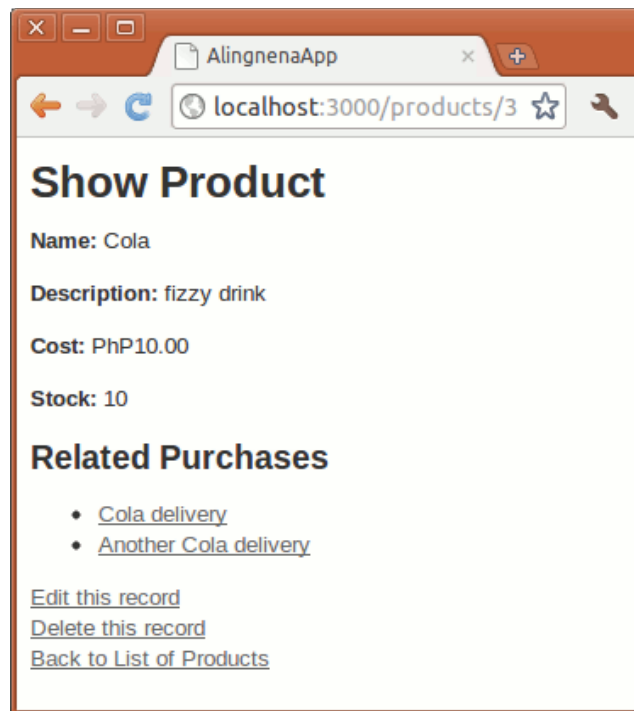 AlingnenaApp
localhost:3000/products/3
Show Product
Name: Cola
Description: fizzy drink
Cost: PhP10.00
Stock: 10
Related Purchases
Cola delivery
Another Cola delivery
Edit this record
Delete this record
Back to List of Products